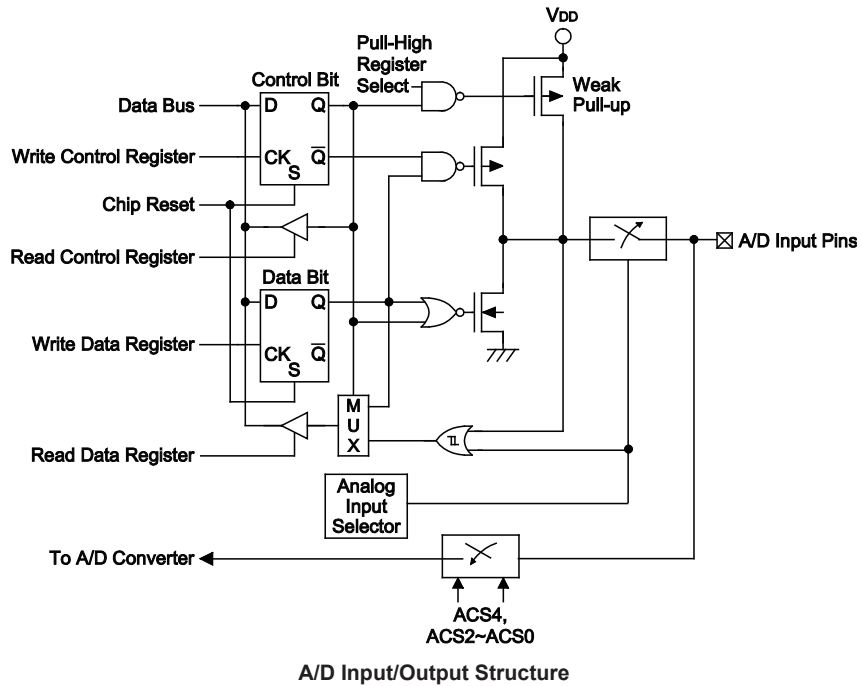 VDD
Pull-High
Register
Select
Weak
Pull-up
Control Bit
Data Bus
D
Q
Write Control Register
CK
Q
S
Chip Reset
Read Control Register
A/D Input Pins
Data Bit
D
Q
Write Data Register
CK
Q
S
M
U
X
Read Data Register
Analog
Input
Selector
To A/D Converter
ACS4,
ACS2~ACS0
A/D Input/Output Structure